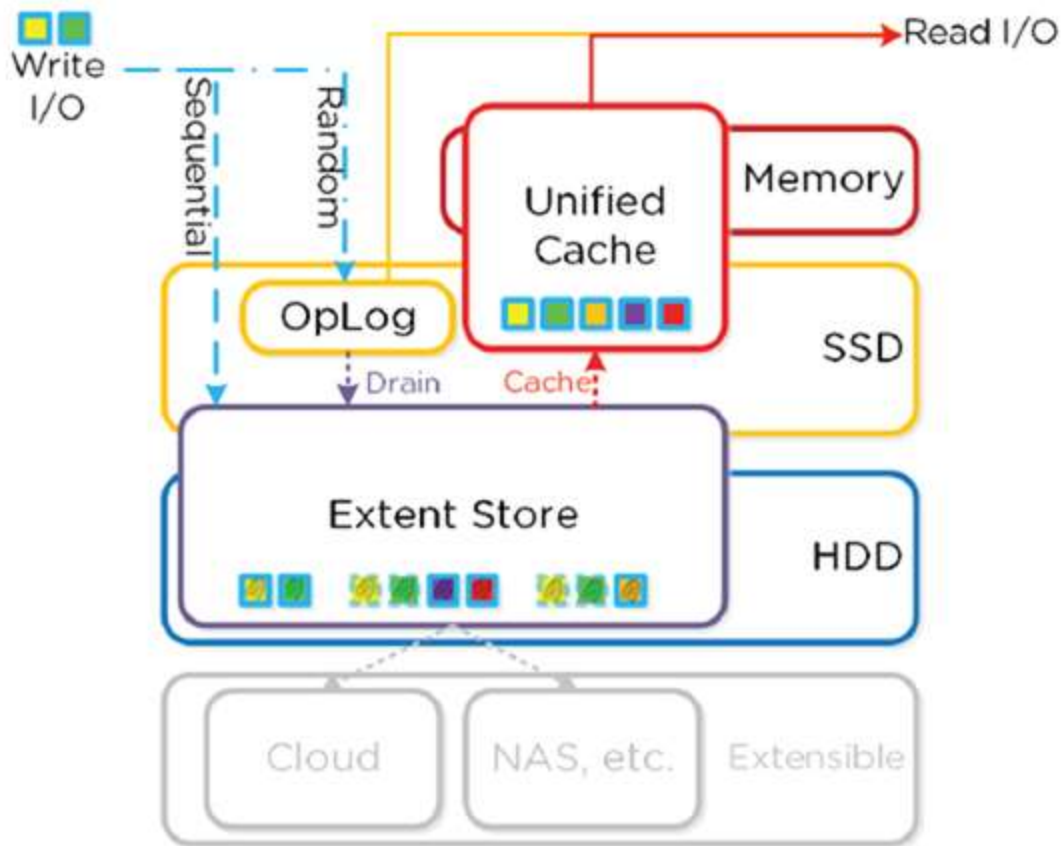 Write
I/O
Sequential
Random
Read I/O
Memory
Unified
Cache
OpLog
SSD
Drain
Cache
Extent Store
HDD
Cloud
NAS, etc.
Extensible